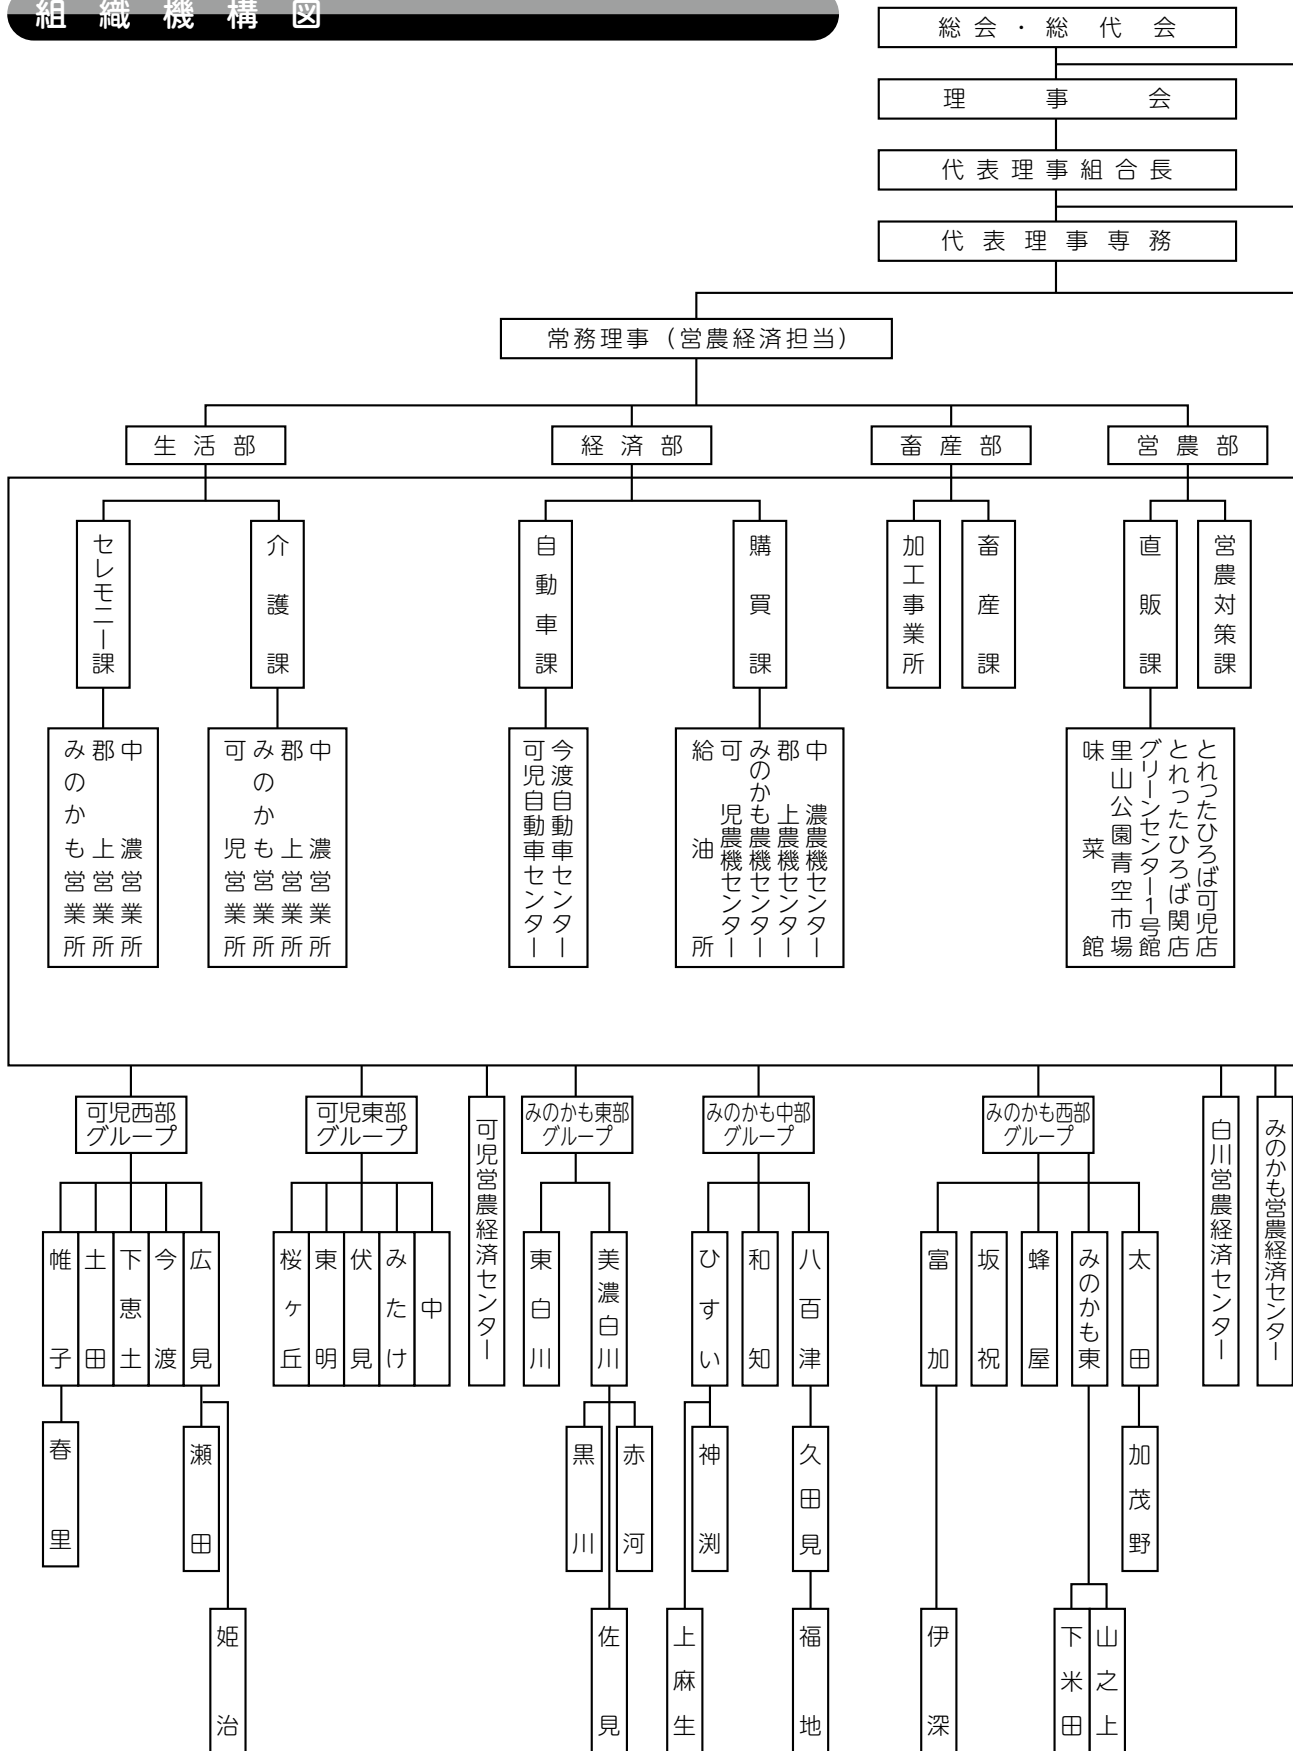 組織機構図
総会・総代会
理事会
代表理事組合長
代表理事専務
常務理事（営農経済担当）
生活部
経済部
畜産部
営農部
セレモニー課
介護課
自動車課
購買課
加工事業所
畜産課
直販課
営農対策課
中濃営業所
郡上営業所
みのかも営業所
中濃営業所
郡上営業所
みのかも営業所
可児営業所
今渡自動車センター
可児自動車センター
中濃農機センター
郡上農機センター
みのかも農機センター
可児農機センター
給油所
とれったひろば可児店
とれったひろば関店
グリーンセンター1号館
里山公園青空市場
味菜館
可児西部
グループ
可児東部
グループ
可児営農経済センター
みのかも東部
グループ
みのかも中部
グループ
みのかも西部
グループ
白川営農経済センター
みのかも営農経済センター
帷子
土田
下恵土
今渡
広見
桜ヶ丘
東明
伏見
みたけ
中
東白川
美濃白川
ひすい
和知
八百津
富加
坂祝
蜂屋
みのかも東
太田
春里
瀬田
黒川
赤河
神渕
久田見
加茂野
姫治
佐見
上麻生
福地
伊深
下米田
山之上